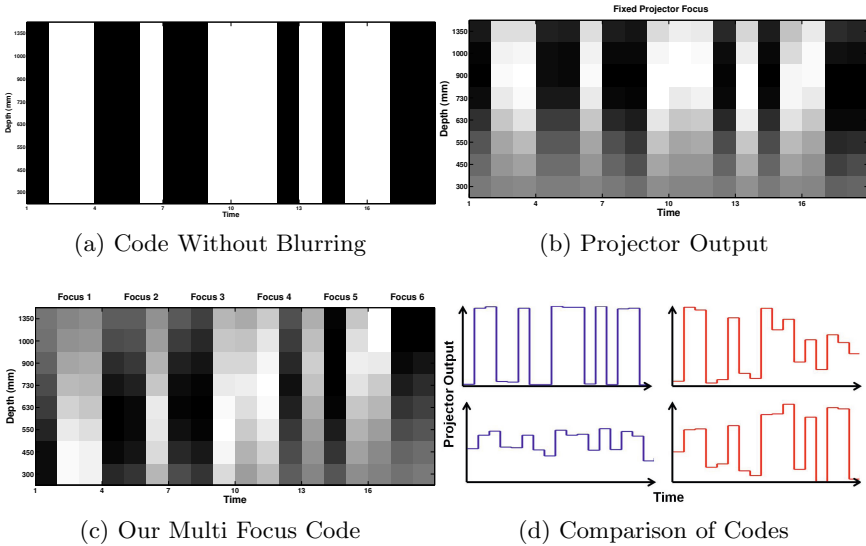 Fixed Projector Focus
Depth (mm)
1350
1000
900
730
630
550
450
300
1 4 7 10 13 16
Time
(a) Code Without Blurring
Depth (mm)
1350
1000
900
730
630
550
450
300
1 4 7 10 13 16
Time
(b) Projector Output
Focus 1 Focus 2 Focus 3 Focus 4 Focus 5 Focus 6
Depth (mm)
1350
1000
900
730
630
550
450
300
1 4 7 10 13 16
Time
(c) Our Multi Focus Code
Projector Output
Time
(d) Comparison of Codes